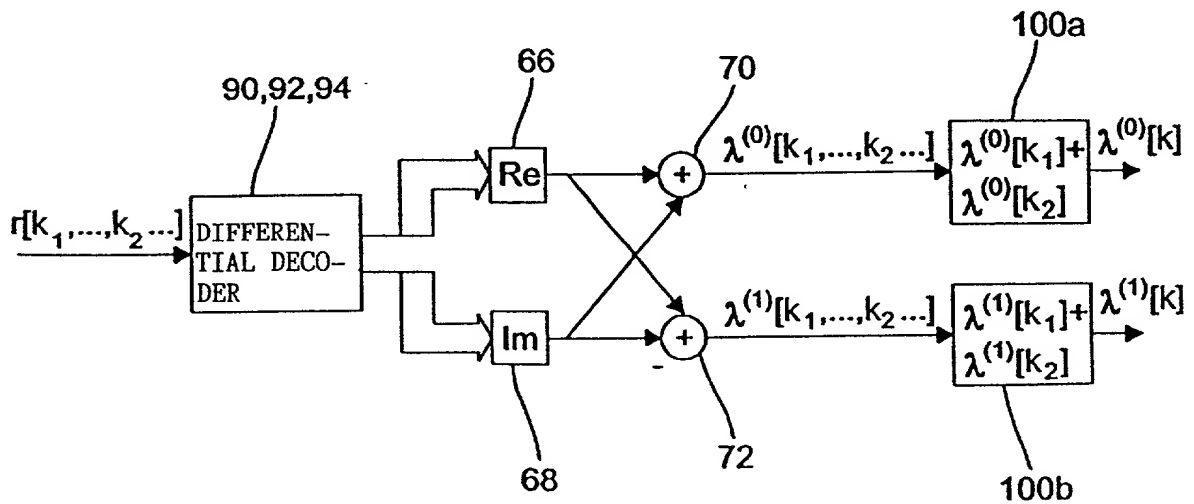 100a
66
70
90,92,94
λ(0)[k1,...,k2...]
λ(0)[k1]+
λ(0)[k2]
λ(0)[k]
Re
+
r[k1,...,k2...]
DIFFEREN-
TIAL DECO-
DER
λ(1)[k1,...,k2...]
λ(1)[k1]+
λ(1)[k2]
λ(1)[k]
Im
+
-
68
72
100b